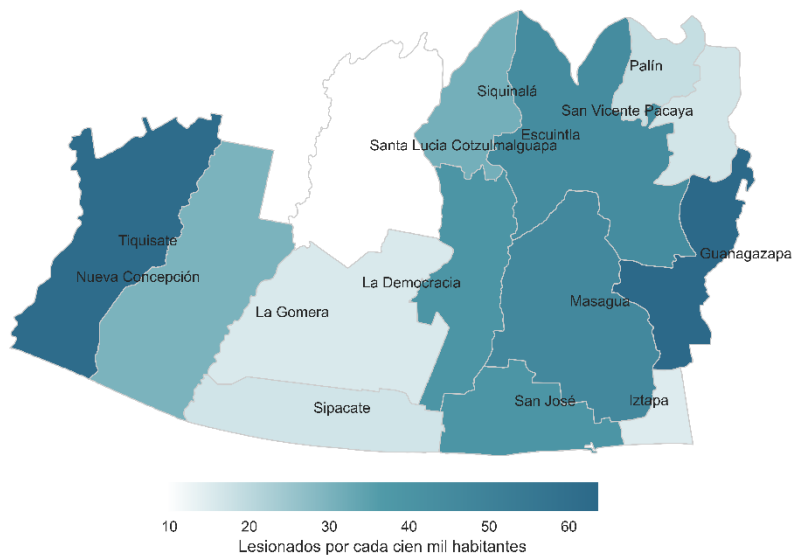 Palín
Siquinalá
San Vicente Pacaya
Escuintla
Santa Lucia Cotzulmalguapa
Tiquisate
Guanagazapa
Nueva Concepción
La Democracia
Masagua
La Gomera
Sipacate
San José
Iztapa
10 20 30 40 50 60
Lesionados por cada cien mil habitantes